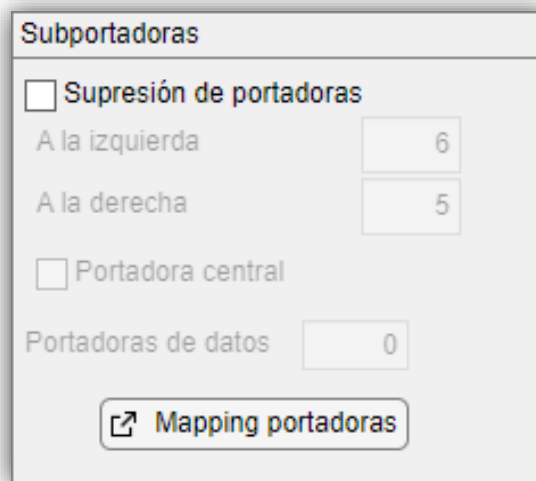 Subportadoras
Supresión de portadoras
A la izquierda 6
A la derecha 5
Portadora central
Portadoras de datos 0
Mapping portadoras